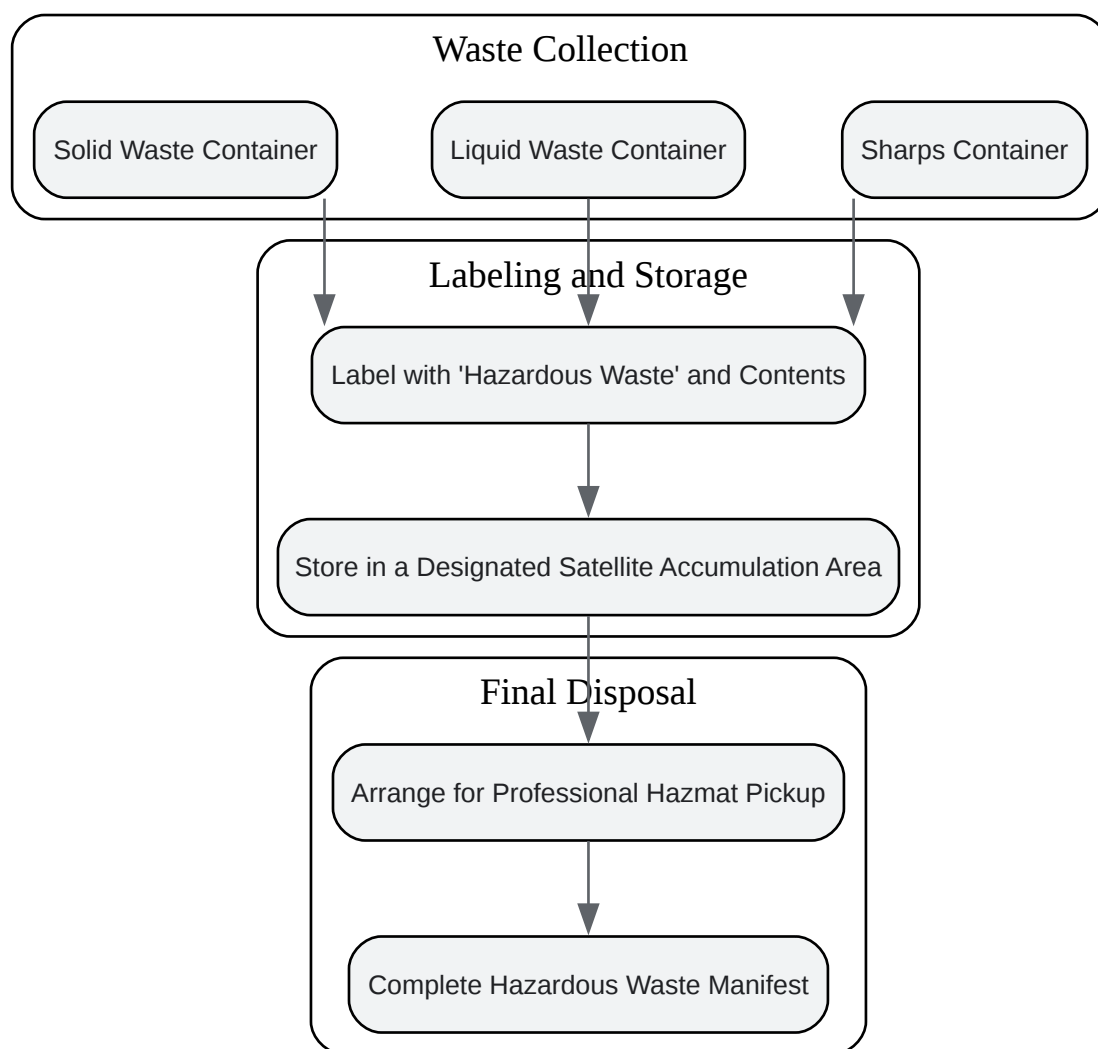 Waste Collection
Solid Waste Container
Liquid Waste Container
Sharps Container
Labeling and Storage
Label with 'Hazardous Waste' and Contents
Store in a Designated Satellite Accumulation Area
Final Disposal
Arrange for Professional Hazmat Pickup
Complete Hazardous Waste Manifest